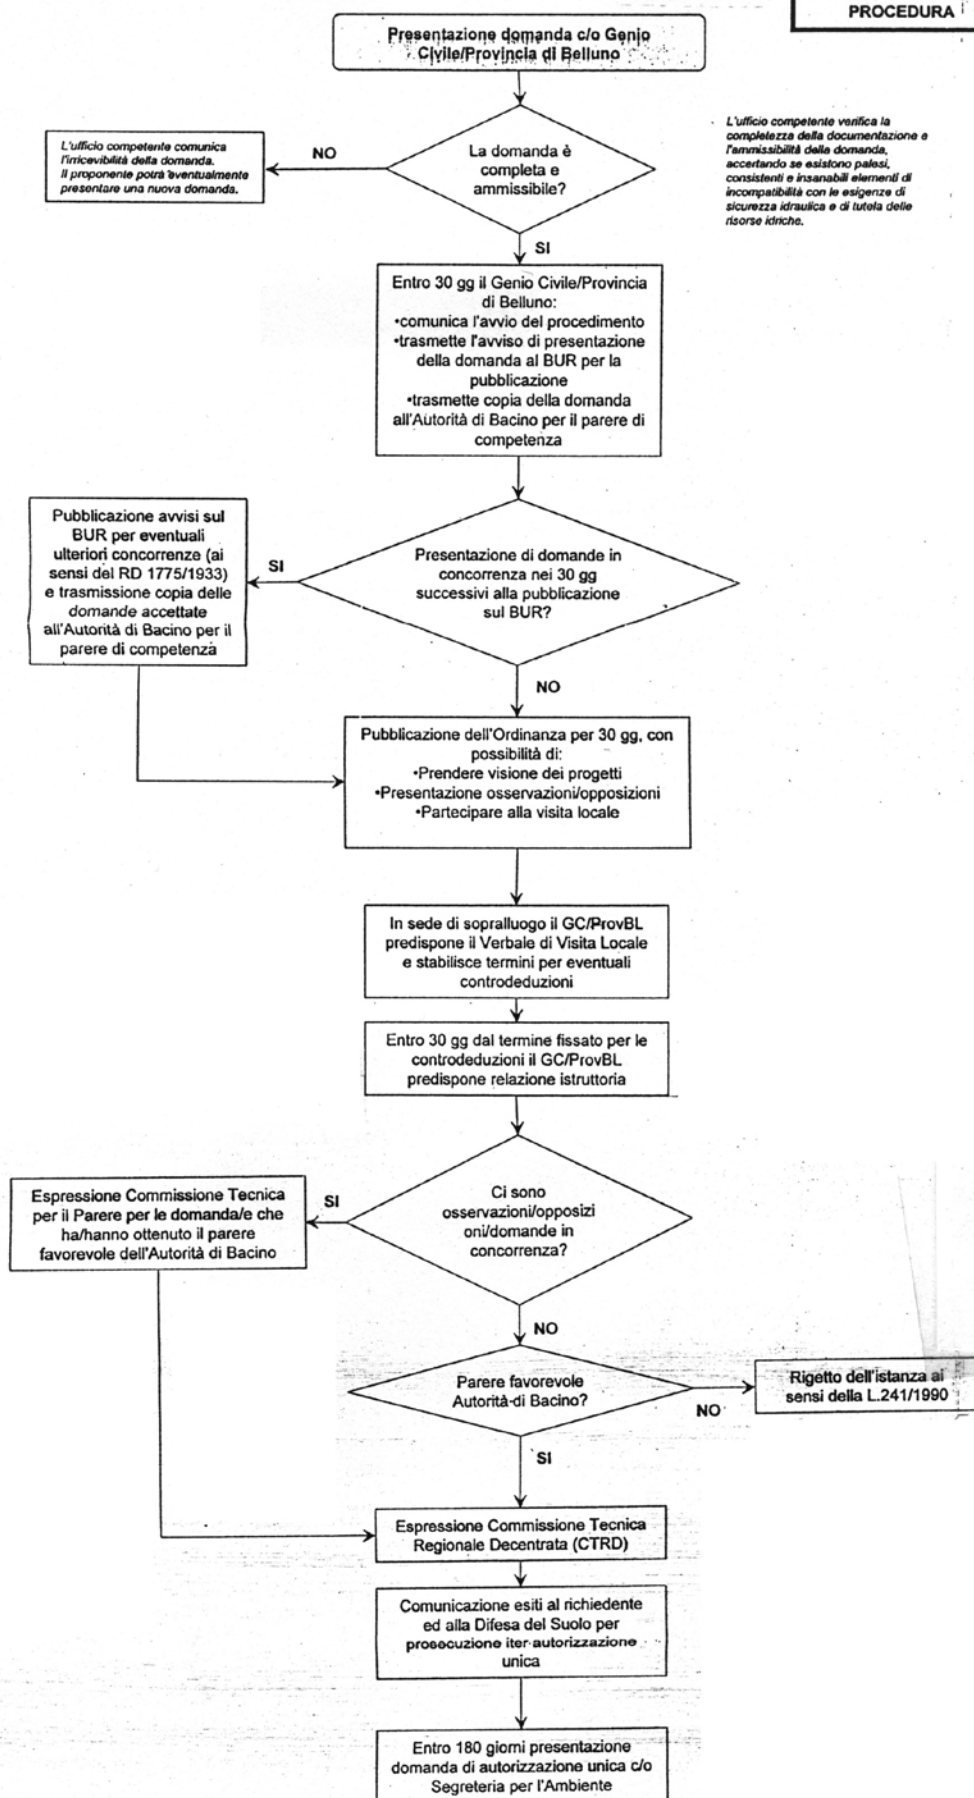 PROCEDURA
Presentazione domanda c/o Genio
Civile/Provincia di Belluno
L'ufficio competente verifica la
completezza della documentazione e
l'ammissibilità della domanda,
accertando se esistono palesi,
consistenti e insanabili elementi di
incompatibilità con le esigenze di
sicurezza idraulica e di tutela delle
risorse idriche.
La domanda è
completa e
ammissibile?
NO
L'ufficio competente comunica
l'irricevibilità della domanda.
Il proponente potrà eventualmente
presentare una nuova domanda.
SI
Entro 30 gg il Genio Civile/Provincia
di Belluno:
•comunica l'avvio del procedimento
•trasmette l'avviso di presentazione
della domanda al BUR per la
pubblicazione
•trasmette copia della domanda
all'Autorità di Bacino per il parere di
competenza
Presentazione di domande in
concorrenza nei 30 gg
successivi alla pubblicazione
sul BUR?
SI
Pubblicazione avvisi sul
BUR per eventuali
ulteriori concorrenze (ai
sensi del RD 1775/1933)
e trasmissione copia delle
domande accettate
all'Autorità di Bacino per il
parere di competenza
NO
Pubblicazione dell'Ordinanza per 30 gg, con
possibilità di:
•Prendere visione dei progetti
•Presentazione osservazioni/opposizioni
•Partecipare alla visita locale
In sede di sopralluogo il GC/ProvBL
predispone il Verbale di Visita Locale
e stabilisce termini per eventuali
controdeduzioni
Entro 30 gg dal termine fissato per le
controdeduzioni il GC/ProvBL
predispone relazione istruttoria
Ci sono
osservazioni/opposizi
oni/domande in
concorrenza?
SI
Espressione Commissione Tecnica
per il Parere per le domanda/e che
ha/hanno ottenuto il parere
favorevole dell'Autorità di Bacino
NO
Parere favorevole
Autorità di Bacino?
NO
Rigetto dell'istanza ai
sensi della L.241/1990
SI
Espressione Commissione Tecnica
Regionale Decentrata (CTRD)
Comunicazione esiti al richiedente
ed alla Difesa del Suolo per
prosecuzione iter autorizzazione
unica
Entro 180 giorni presentazione
domanda di autorizzazione unica c/o
Segreteria per l'Ambiente